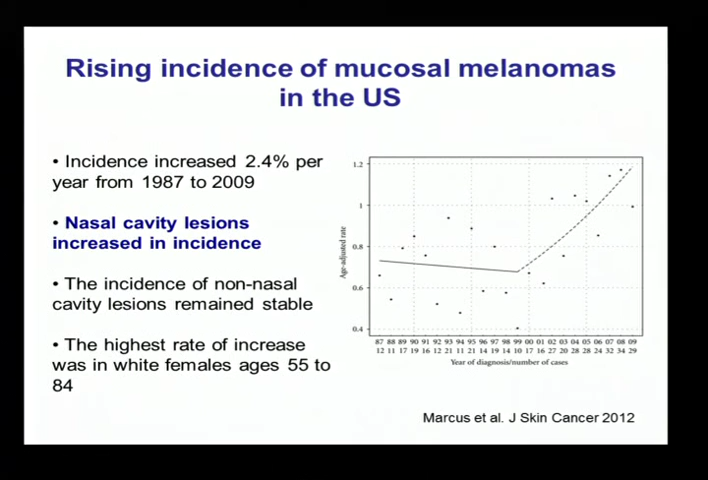 Rising incidence of mucosal melanomas
in the US
• Incidence increased 2.4% per
year from 1987 to 2009
• Nasal cavity lesions
increased in incidence
• The incidence of non-nasal
cavity lesions remained stable
• The highest rate of increase
was in white females ages 55 to
84
1.2
1
0.8
0.6
0.4
Age-adjusted rate
87 88 89 90 91 92 93 94 95 96 97 98 99 00 01 02 03 04 05 06 07 08 09
12 11 17 19 16 12 21 11 21 14 19 14 10 17 16 27 20 28 28 24 32 34 29
Year of diagnosis/number of cases
Marcus et al. J Skin Cancer 2012